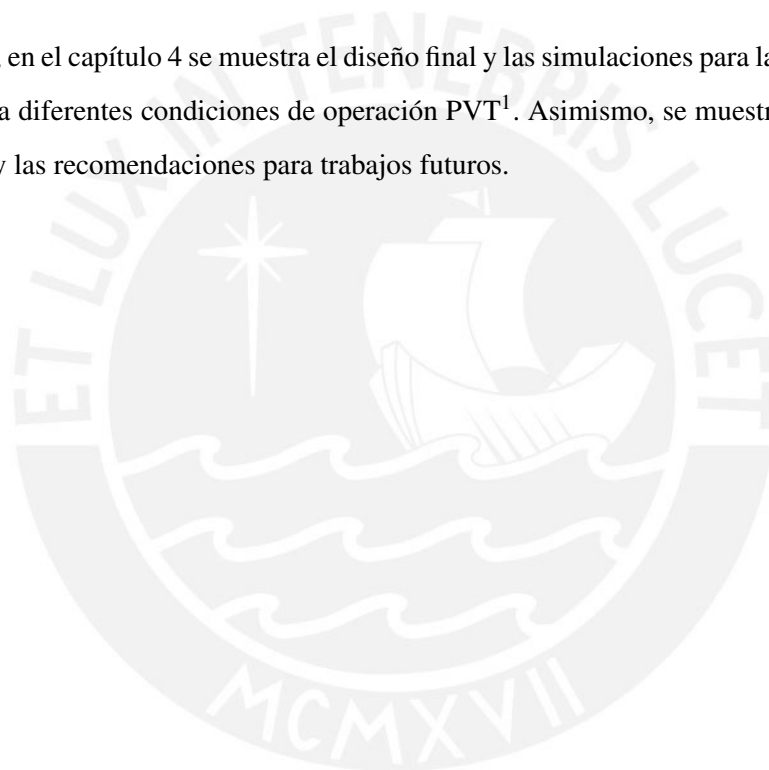 , en el capítulo 4 se muestra el diseño final y las simulaciones para la
a diferentes condiciones de operación PVT¹. Asimismo, se muestr
y las recomendaciones para trabajos futuros.
ET LUX IN TENEBRIS LUCET
MCMXVII